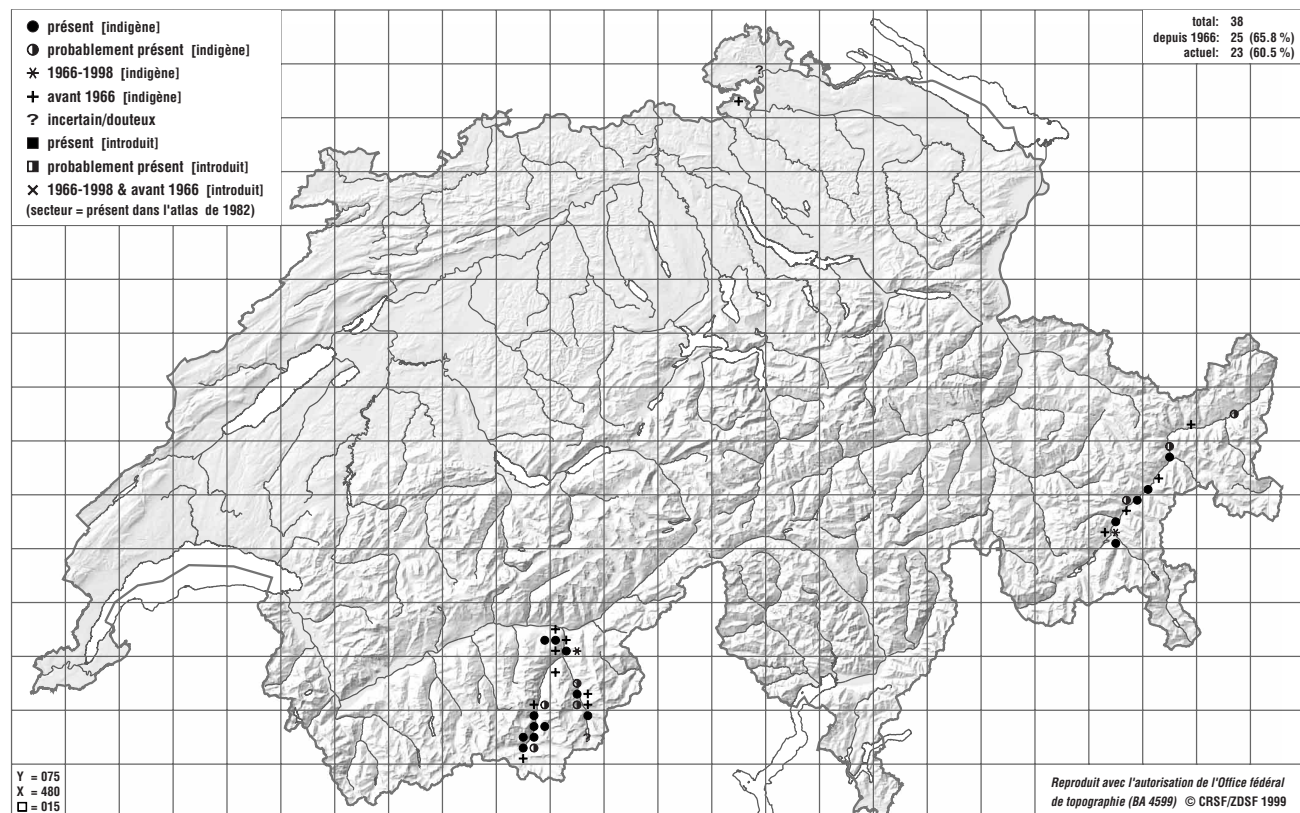 présent [indigène]
probablement présent [indigène]
1966-1998 [indigène]
avant 1966 [indigène]
? incertain/douteux
présent [introduit]
probablement présent [introduit]
1966-1998 & avant 1966 [introduit]
(secteur = présent dans l'atlas de 1982)
total: 38
depuis 1966: 25 (65.8 %)
actuel: 23 (60.5 %)
?
?
Y = 075
X = 480
= 015
Reproduit avec l'autorisation de l'Office fédéral
de topographie (BA 4599) © CRSF/ZDSF 1999